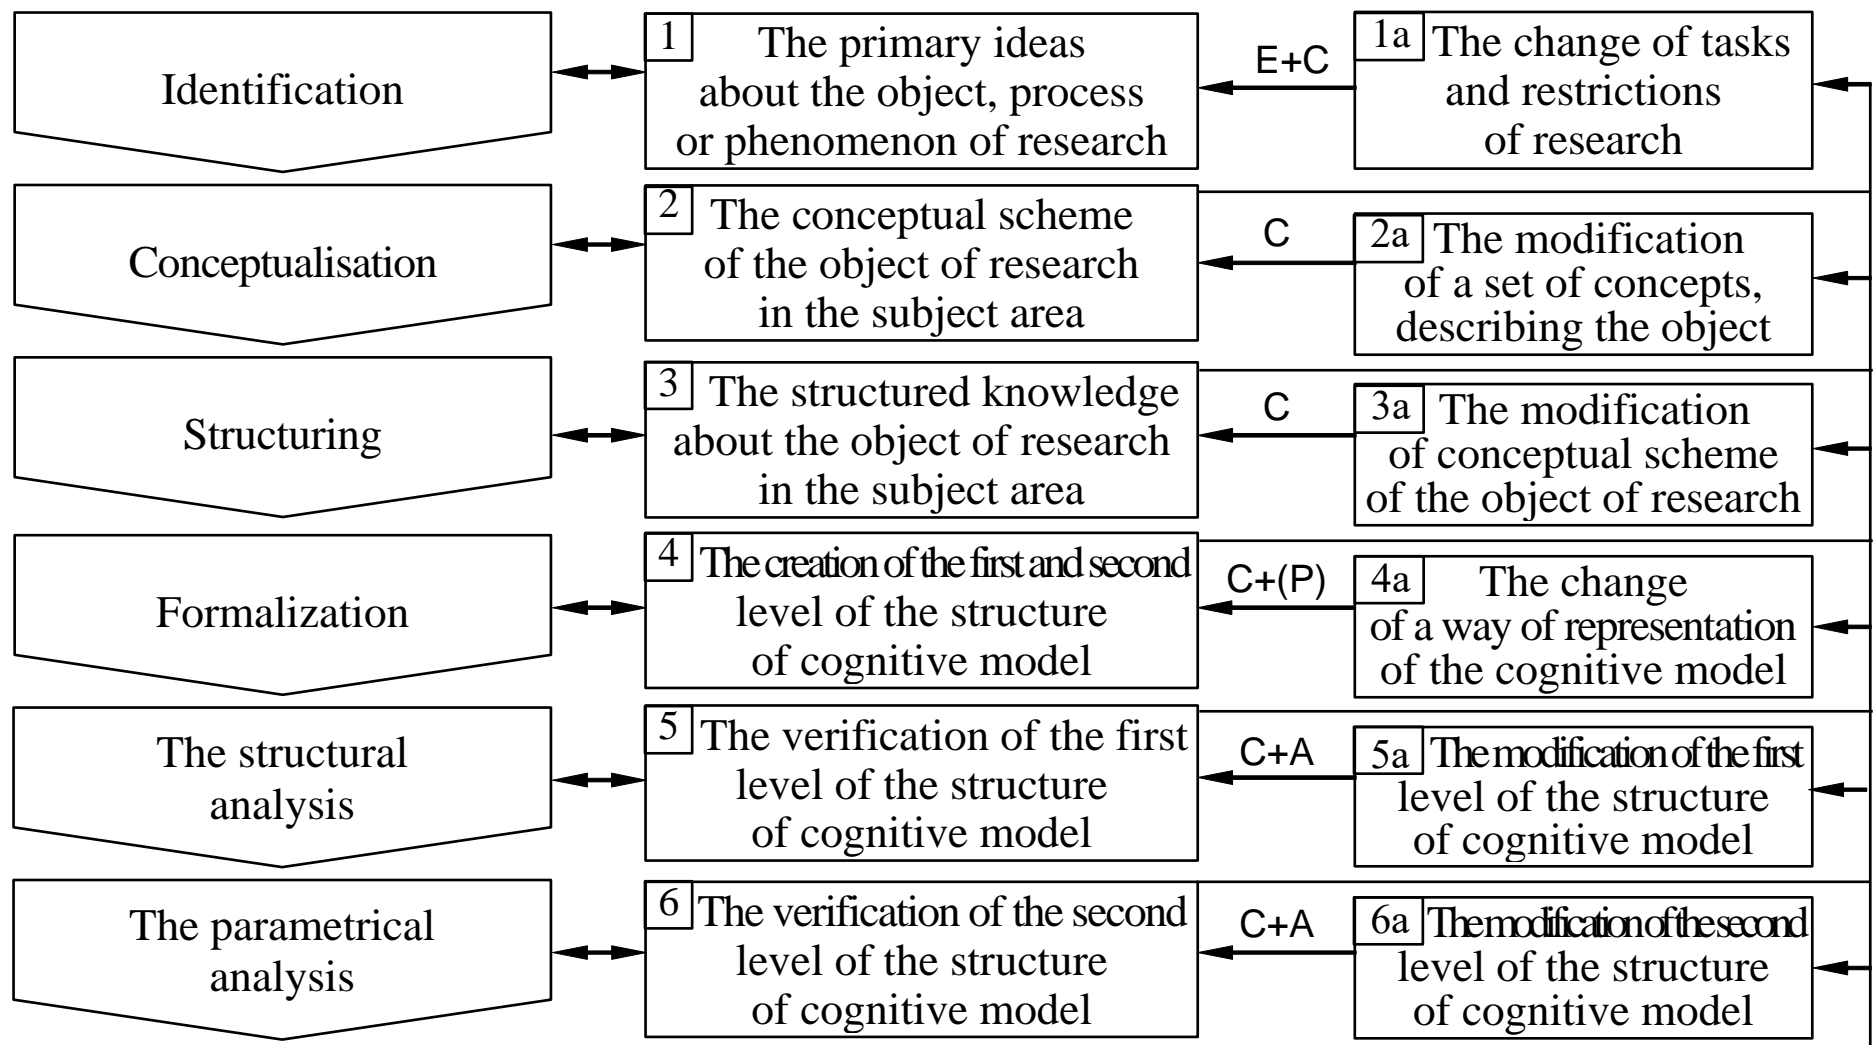 Identification
1
The primary ideas
about the object, process
or phenomenon of research
E+C
1a
The change of tasks
and restrictions
of research
Conceptualisation
2
The conceptual scheme
of the object of research
in the subject area
C
2a
The modification
of a set of concepts,
describing the object
Structuring
3
The structured knowledge
about the object of research
in the subject area
C
3a
The modification
of conceptual scheme
of the object of research
Formalization
4
The creation of the first and second
level of the structure
of cognitive model
C+(P)
4a
The change
of a way of representation
of the cognitive model
The structural
analysis
5
The verification of the first
level of the structure
of cognitive model
C+A
5a
The modification of the first
level of the structure
of cognitive model
The parametrical
analysis
6
The verification of the second
level of the structure
of cognitive model
C+A
6a
The modification of the second
level of the structure
of cognitive model